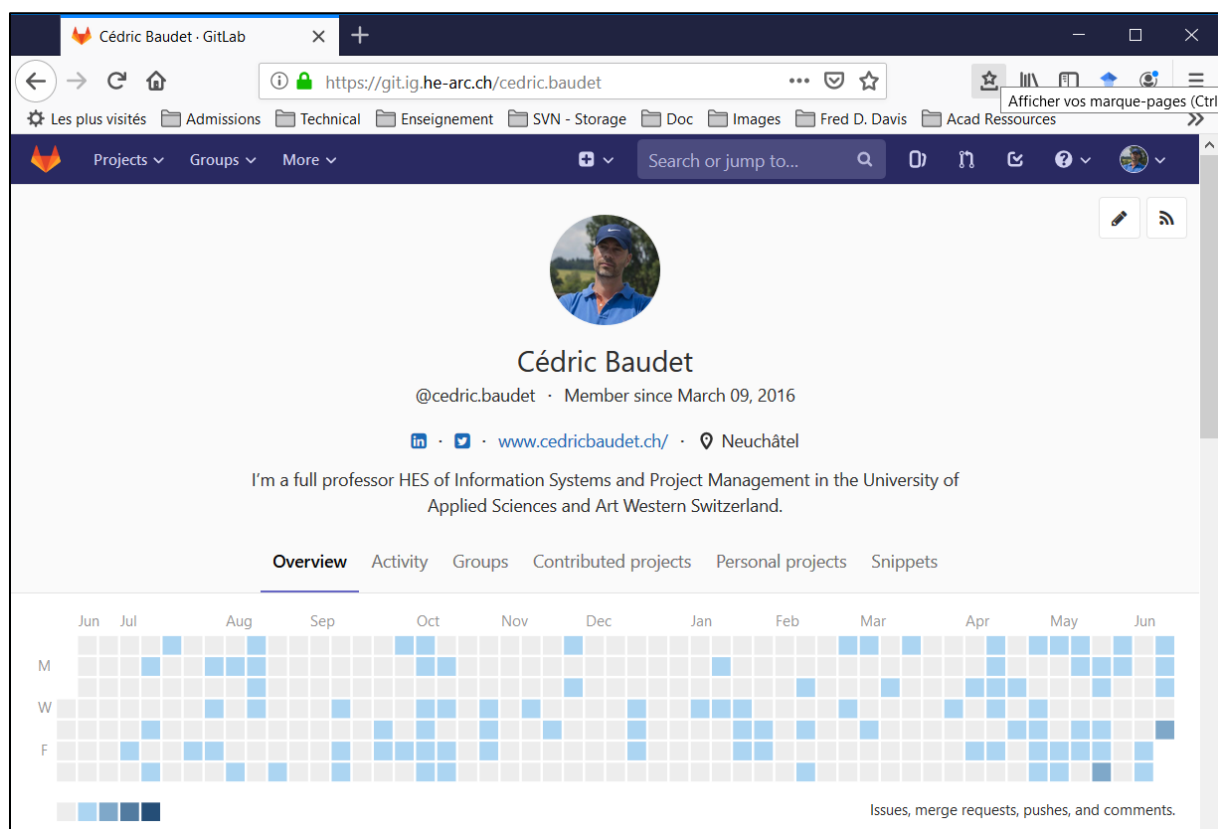 Cédric Baudet · GitLab
https://git.ig.he-arc.ch/cedric.baudet
Afficher vos marque-pages (Ctrl
Les plus visités Admissions Technical Enseignement SVN - Storage Doc Images Fred D. Davis Acad Ressources
Projects Groups More Search or jump to...
Cédric Baudet
@cedric.baudet · Member since March 09, 2016
in · · www.cedricbaudet.ch/ · Neuchâtel
I'm a full professor HES of Information Systems and Project Management in the University of
Applied Sciences and Art Western Switzerland.
Overview Activity Groups Contributed projects Personal projects Snippets
Jun Jul Aug Sep Oct Nov Dec Jan Feb Mar Apr May Jun
M
W
F
Issues, merge requests, pushes, and comments.